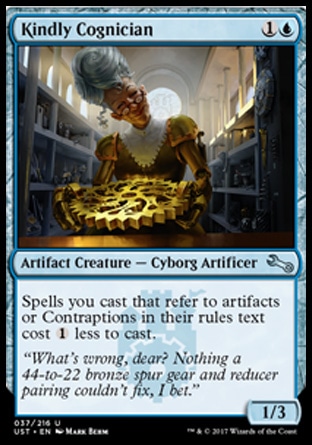 Kindly Cognician 1
Artifact Creature — Cyborg Artificer
Spells you cast that refer to artifacts
or Contraptions in their rules text
cost 1 less to cast.
“What’s wrong, dear? Nothing a
44-to-22 bronze spur gear and reducer
pairing couldn’t fix, I bet.”
1/3
037/216 U
UST • EN Mark Behm
™ & © 2017 Wizards of the Coast